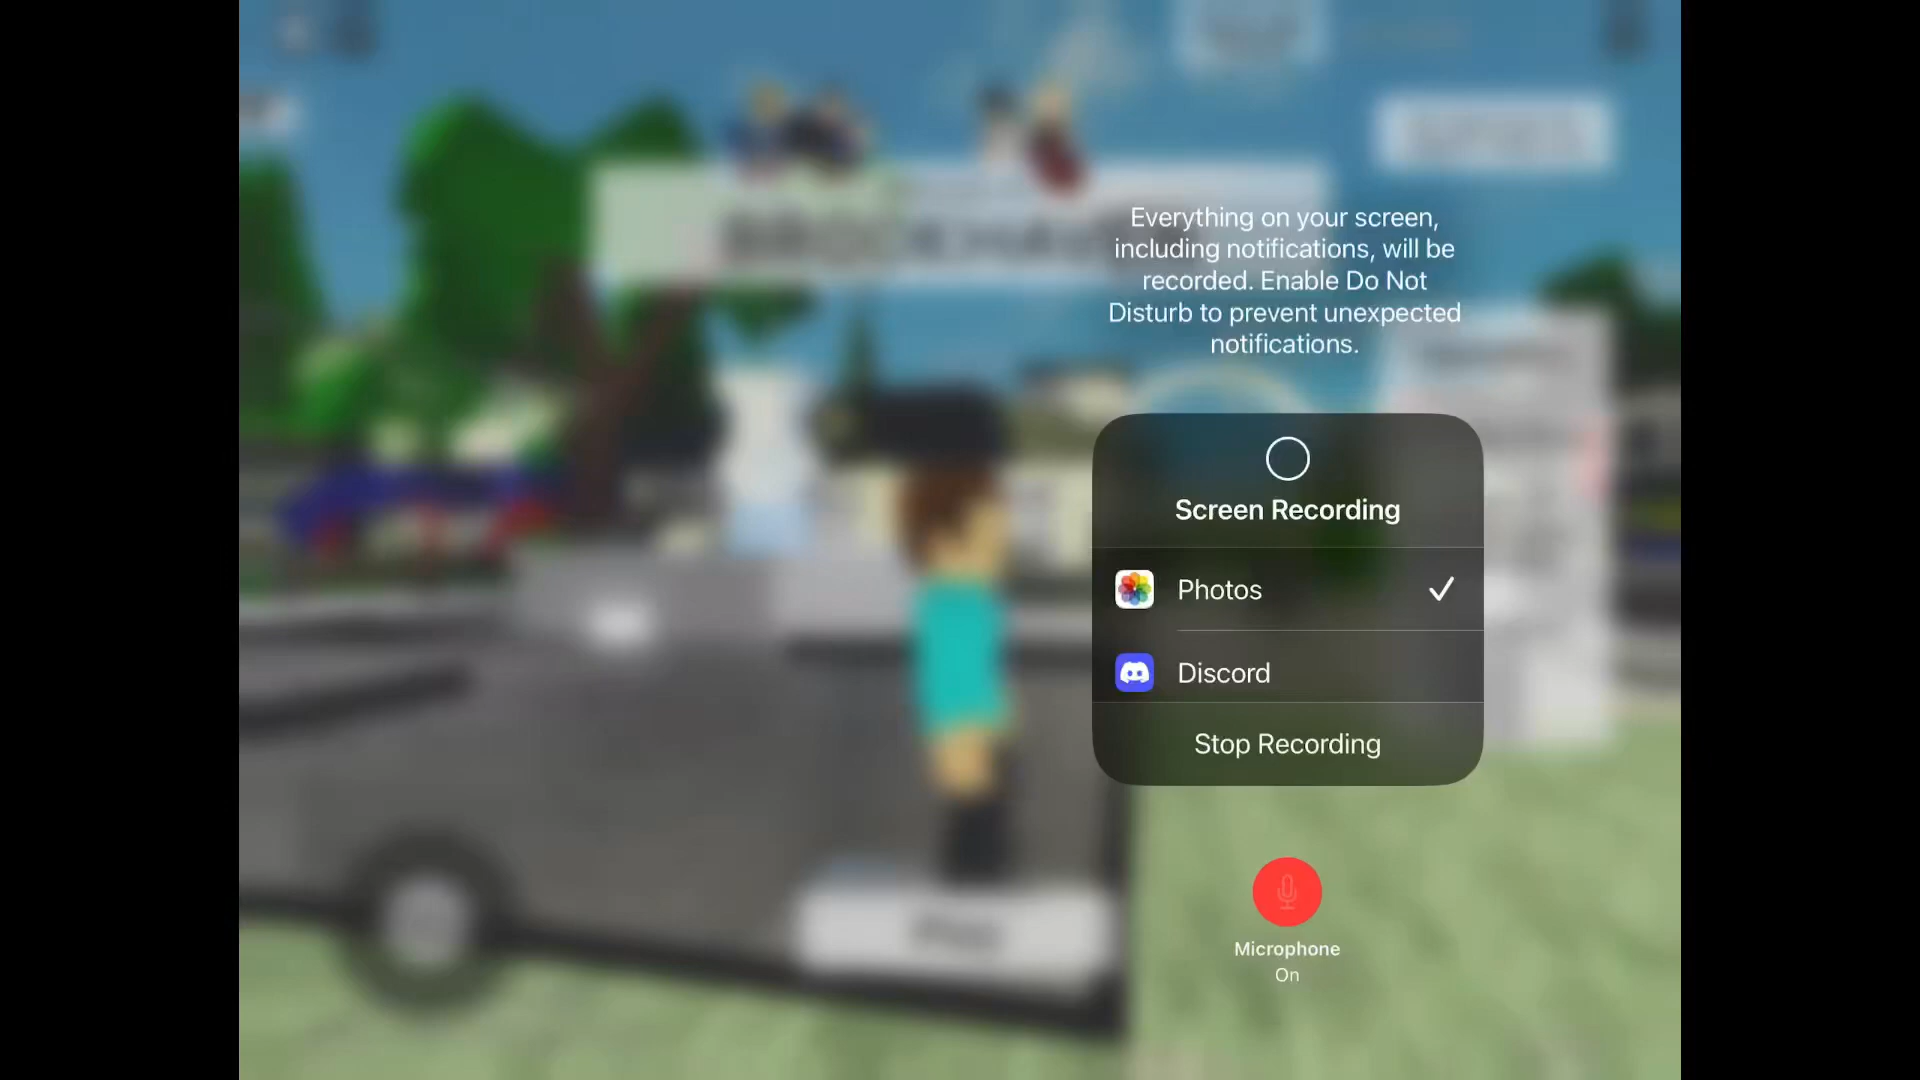 Everything on your screen,
including notifications, will be
recorded. Enable Do Not
Disturb to prevent unexpected
notifications.
Screen Recording
Photos
Discord
Stop Recording
Microphone
On